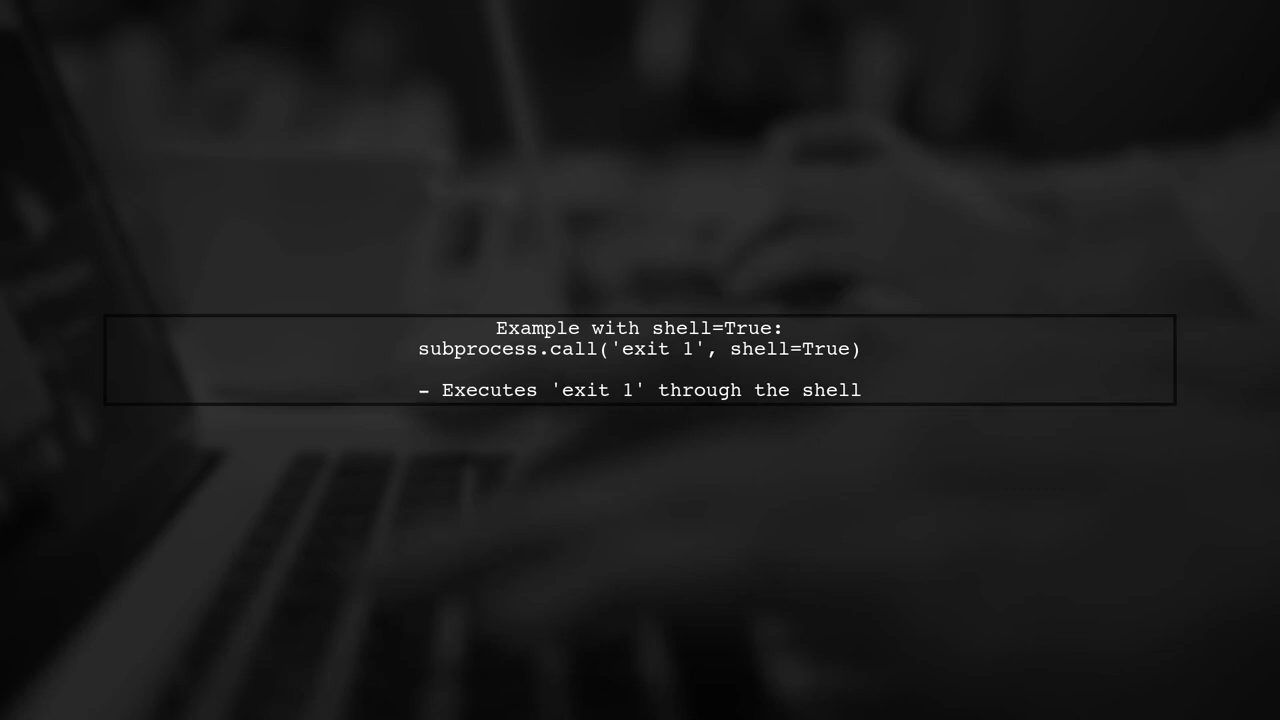 Example with shell=True:
subprocess.call('exit 1', shell=True)
– Executes 'exit 1' through the shell